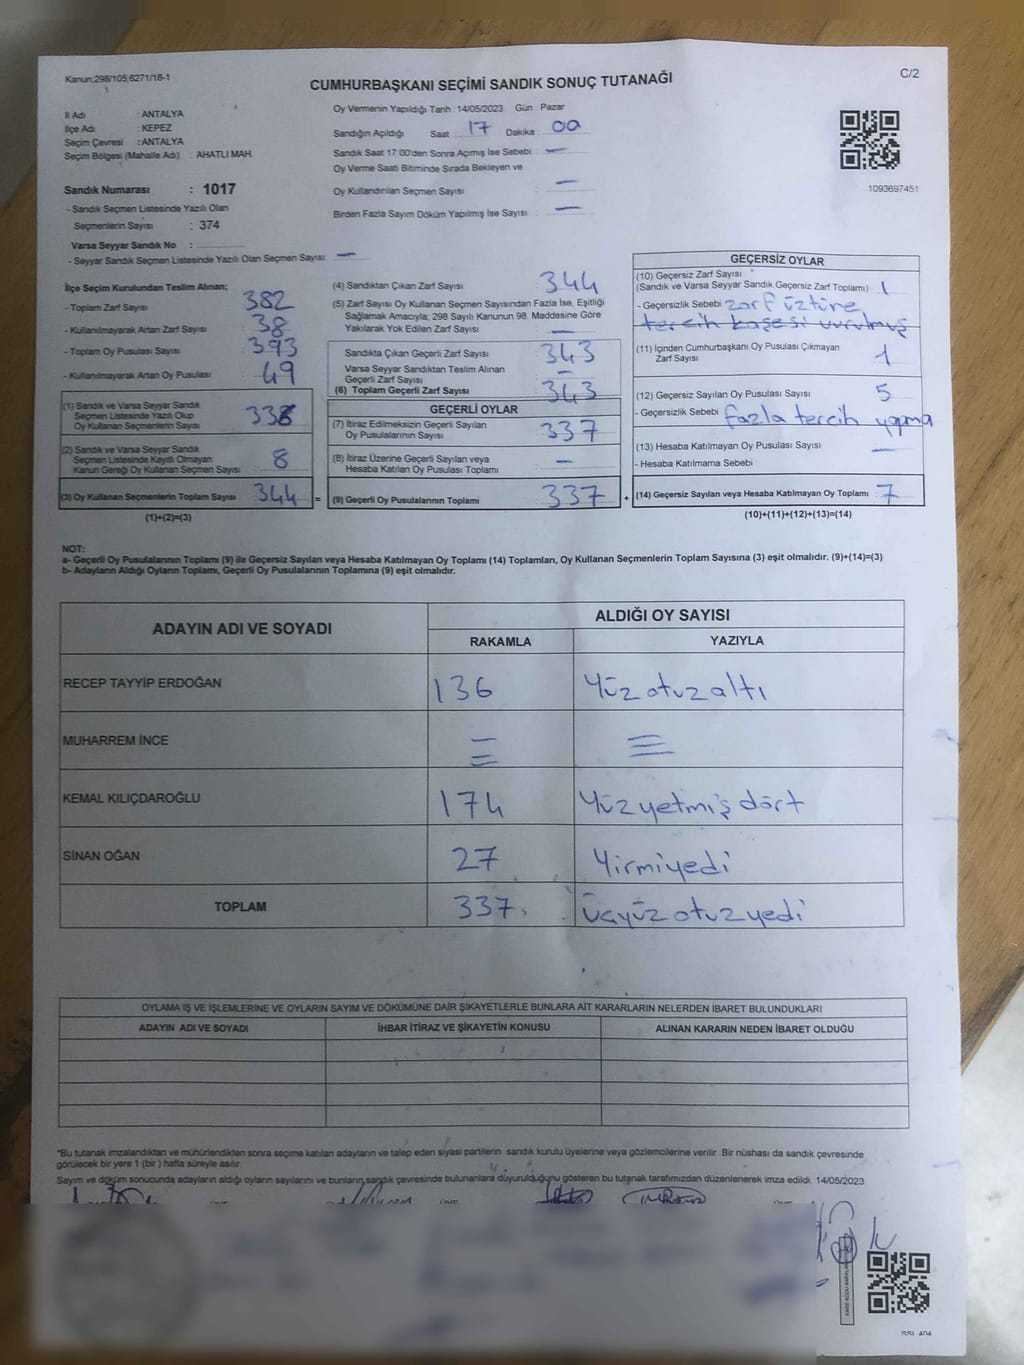 Kanun;298/105;6271/18-1
C/2
CUMHURBAŞKANI SEÇİMİ SANDIK SONUÇ TUTANAĞI
İl Adı : ANTALYA
İlçe Adı : KEPEZ
Seçim Çevresi : ANTALYA
Seçim Bölgesi (Mahalle Adı) : AHATLI MAH.
Sandık Numarası : 1017
- Sandık Seçmen Listesinde Yazılı Olan
Seçmenlerin Sayısı : 374
Varsa Seyyar Sandık No :
- Seyyar Sandık Seçmen Listesinde Yazılı Olan Seçmen Sayısı: —
Oy Vermenin Yapıldığı Tarih 14/05/2023 Gün : Pazar
Sandığın Açıldığı Saat 17 Dakika : 00
Sandık Saat 17:00'den Sonra Açımış İse Sebebi : —
Oy Verme Saati Bitiminde Sırada Bekleyen ve
Oy Kullandırılan Seçmen Sayısı : —
Birden Fazla Sayım Döküm Yapılmış İse Sayısı : —
1093697451
İlçe Seçim Kurulundan Teslim Alınan;
- Toplam Zarf Sayısı : 382
- Kullanılmayarak Artan Zarf Sayısı : 38
- Toplam Oy Pusulası Sayısı : 393
- Kullanılmayarak Artan Oy Pusulası : 49
(1) Sandık ve Varsa Seyyar Sandık
Seçmen Listesinde Yazılı Olup
Oy Kullanan Seçmenlerin Sayısı : 336
(2) Sandık ve Varsa Seyyar Sandık
Seçmen Listesinde Kayıtlı Olmayan
Kanun Gereği Oy Kullanan Seçmen Sayısı : 8
(3) Oy Kullanan Seçmenlerin Toplam Sayısı : 344 =
(1)+(2)=(3)
(4) Sandıktan Çıkan Zarf Sayısı : 344
(5) Zarf Sayısı Oy Kullanan Seçmen Sayısından Fazla İse, Eşitliği
Sağlamak Amacıyla; 298 Sayılı Kanunun 98. Maddesine Göre
Yakılarak Yok Edilen Zarf Sayısı : —
Sandıkta Çıkan Geçerli Zarf Sayısı : 343
Varsa Seyyar Sandıktan Teslim Alınan
Geçerli Zarf Sayısı : —
(6) Toplam Geçerli Zarf Sayısı : 343
GEÇERLİ OYLAR
(7) İtiraz Edilmeksizin Geçerli Sayılan
Oy Pusulalarının Sayısı : 337
(8) İtiraz Üzerine Geçerli Sayılan veya
Hesaba Katılan Oy Pusulası Toplamı : —
(9) Geçerli Oy Pusulalarının Toplamı : 337 +
GEÇERSİZ OYLAR
(10) Geçersiz Zarf Sayısı
(Sandık ve Varsa Seyyar Sandık Geçersiz Zarf Toplamı) : 1
- Geçersizlik Sebebi : zarf üztüne
tercih kaşesi vurulmuş
(11) İçinden Cumhurbaşkanı Oy Pusulası Çıkmayan
Zarf Sayısı : 1
(12) Geçersiz Sayılan Oy Pusulası Sayısı : 5
- Geçersizlik Sebebi : fazla tercih yapma
(13) Hesaba Katılmayan Oy Pusulası Sayısı : —
- Hesaba Katılmama Sebebi :
(14) Geçersiz Sayılan veya Hesaba Katılmayan Oy Toplamı : 7
(10)+(11)+(12)+(13)=(14)
NOT:
a- Geçerli Oy Pusulalarının Toplamı (9) ile Geçersiz Sayılan veya Hesaba Katılmayan Oy Toplamı (14) Toplamları, Oy Kullanan Seçmenlerin Toplam Sayısına (3) eşit olmalıdır. (9)+(14)=(3)
b- Adayların Aldığı Oyların Toplamı, Geçerli Oy Pusulalarının Toplamına (9) eşit olmalıdır.
ADAYIN ADI VE SOYADI
ALDIĞI OY SAYISI
RAKAMLA YAZIYLA
RECEP TAYYİP ERDOĞAN 136 Yüz otuz altı
MUHARREM İNCE
KEMAL KILIÇDAROĞLU 174 Yüz yetmiş dört
SİNAN OĞAN 27 Yirmi yedi
TOPLAM 337 üçyüz otuz yedi
OYLAMA İŞ VE İŞLEMLERİNE VE OYLARIN SAYIM VE DÖKÜMÜNE DAİR ŞİKAYETLERLE BUNLARA AİT KARARLARIN NELERDEN İBARET BULUNDUKLARI
ADAYIN ADI VE SOYADI İHBAR İTİRAZ VE ŞİKAYETİN KONUSU ALINAN KARARIN NEDEN İBARET OLDUĞU
*Bu tutanak imzalandıktan ve mühürlendikten sonra seçime katılan adayların ve talep eden siyasi partilerin sandık kurulu üyelerine veya gözlemcilerine verilir. Bir nüshası da sandık çevresinde
görülecek bir yere 1 (bir ) hafta süreyle asılır.
Sayım ve döküm sonucunda adayların aldığı oyların sayılarını ve bunların sandık çevresinde bulunanlara düyurulduğunu gösteren bu tutanak tarafımızdan düzenlenerek imza edildi. 14/05/2023